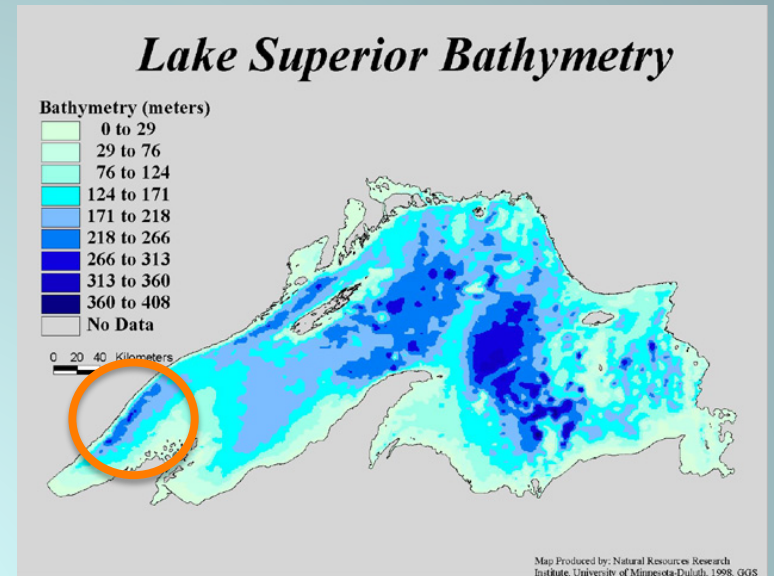 Lake Superior Bathymetry
Bathymetry (meters)
0 to 29
29 to 76
76 to 124
124 to 171
171 to 218
218 to 266
266 to 313
313 to 360
360 to 408
No Data
0 20 40 Kilometers
Map Produced by: Natural Resources Research
Institute, University of Minnesota-Duluth, 1998, GGS